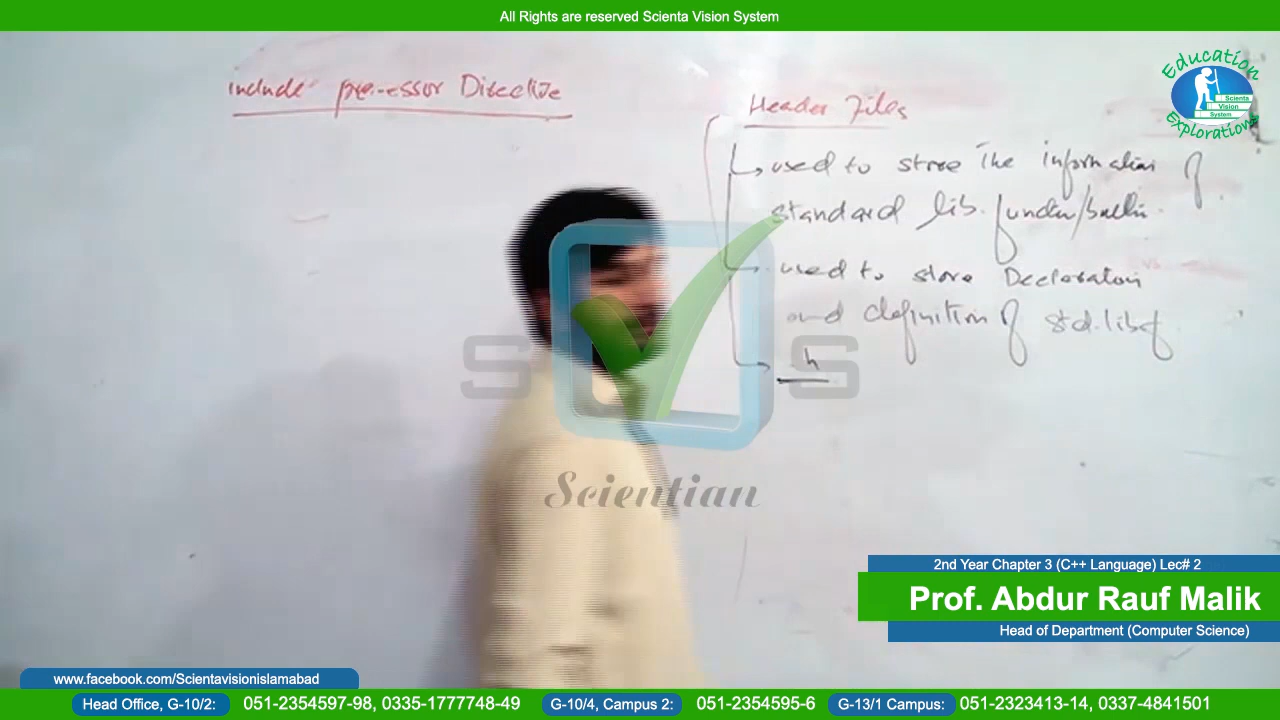 All Rights are reserved Scienta Vision System
Education
Scienta
Vision
System
Explorations
include pre-essor Directive
Header Files
used to store the information of
standard lib. function/builtin
used to store Decleration
and definition of std.lib.f
.h
S S
Scientian
2nd Year Chapter 3 (C++ Language) Lec# 2
Prof. Abdur Rauf Malik
Head of Department (Computer Science)
www.facebook.com/Scientavisionislamabad
Head Office, G-10/2: 051-2354597-98, 0335-1777748-49 G-10/4, Campus 2: 051-2354595-6 G-13/1 Campus: 051-2323413-14, 0337-4841501